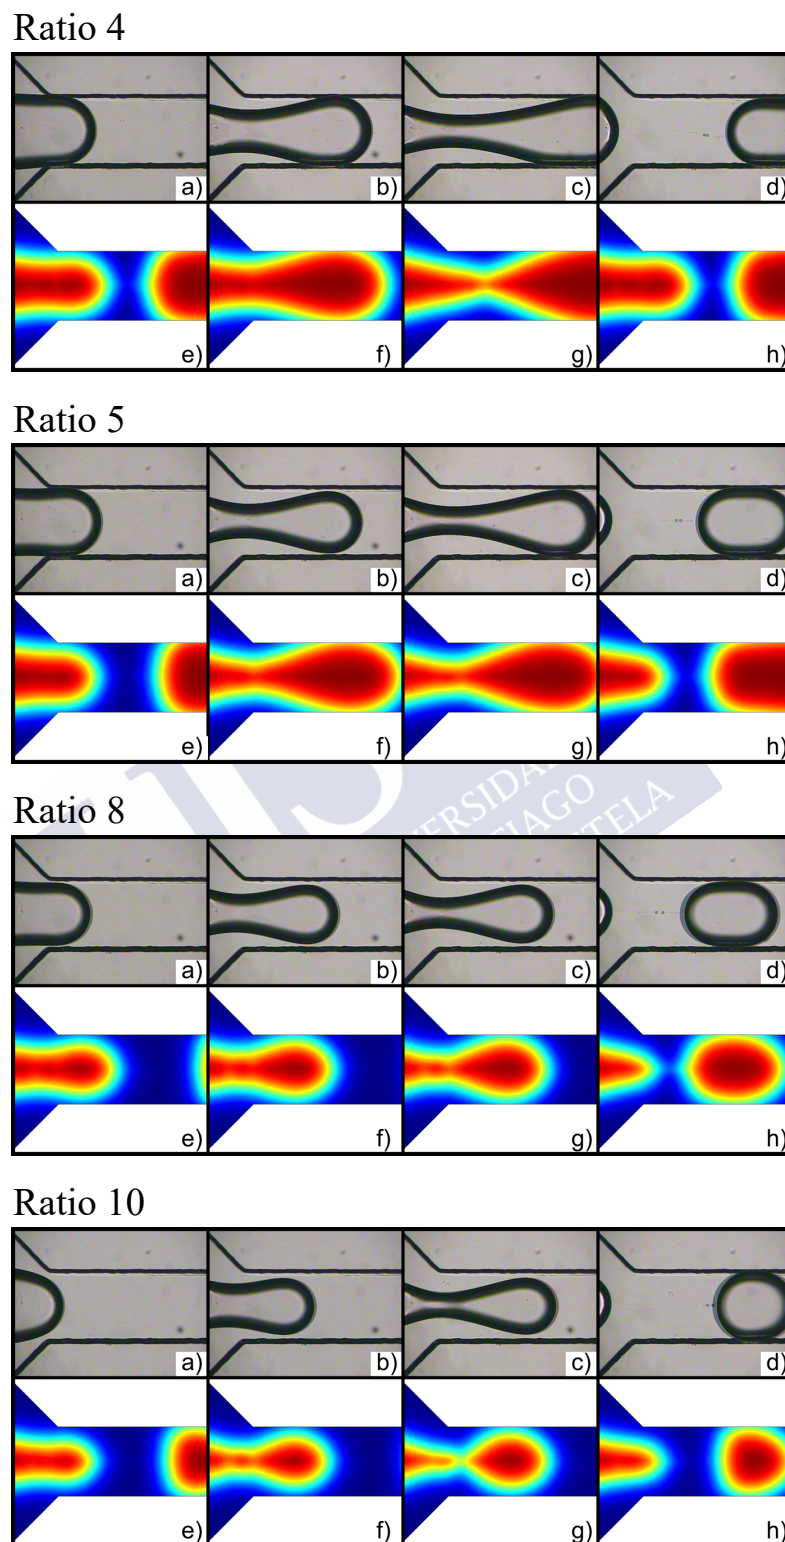 Ratio 4
a) b) c) d)
e) f) g) h)
Ratio 5
a) b) c) d)
e) f) g) h)
Ratio 8
a) b) c) d)
e) f) g) h)
Ratio 10
a) b) c) d)
e) f) g) h)